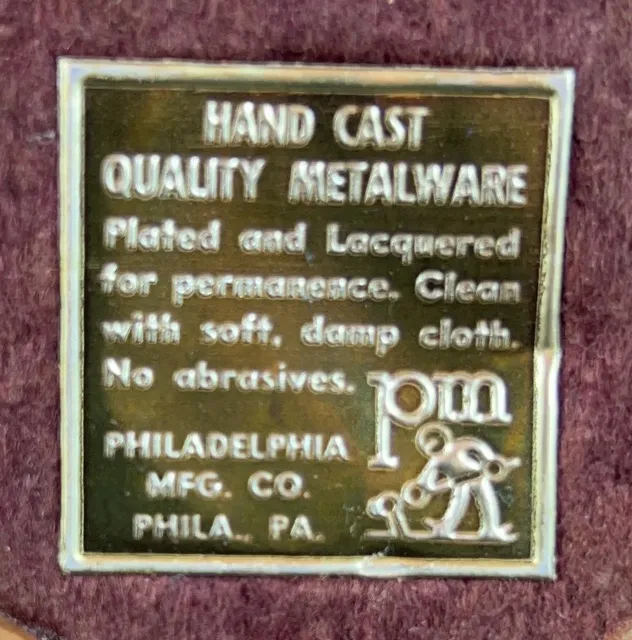 HAND CAST
QUALITY METALWARE
Plated and Lacquered
for permanence. Clean
with soft, damp cloth.
No abrasives.
pm
PHILADELPHIA
MFG. CO.
PHILA., PA.